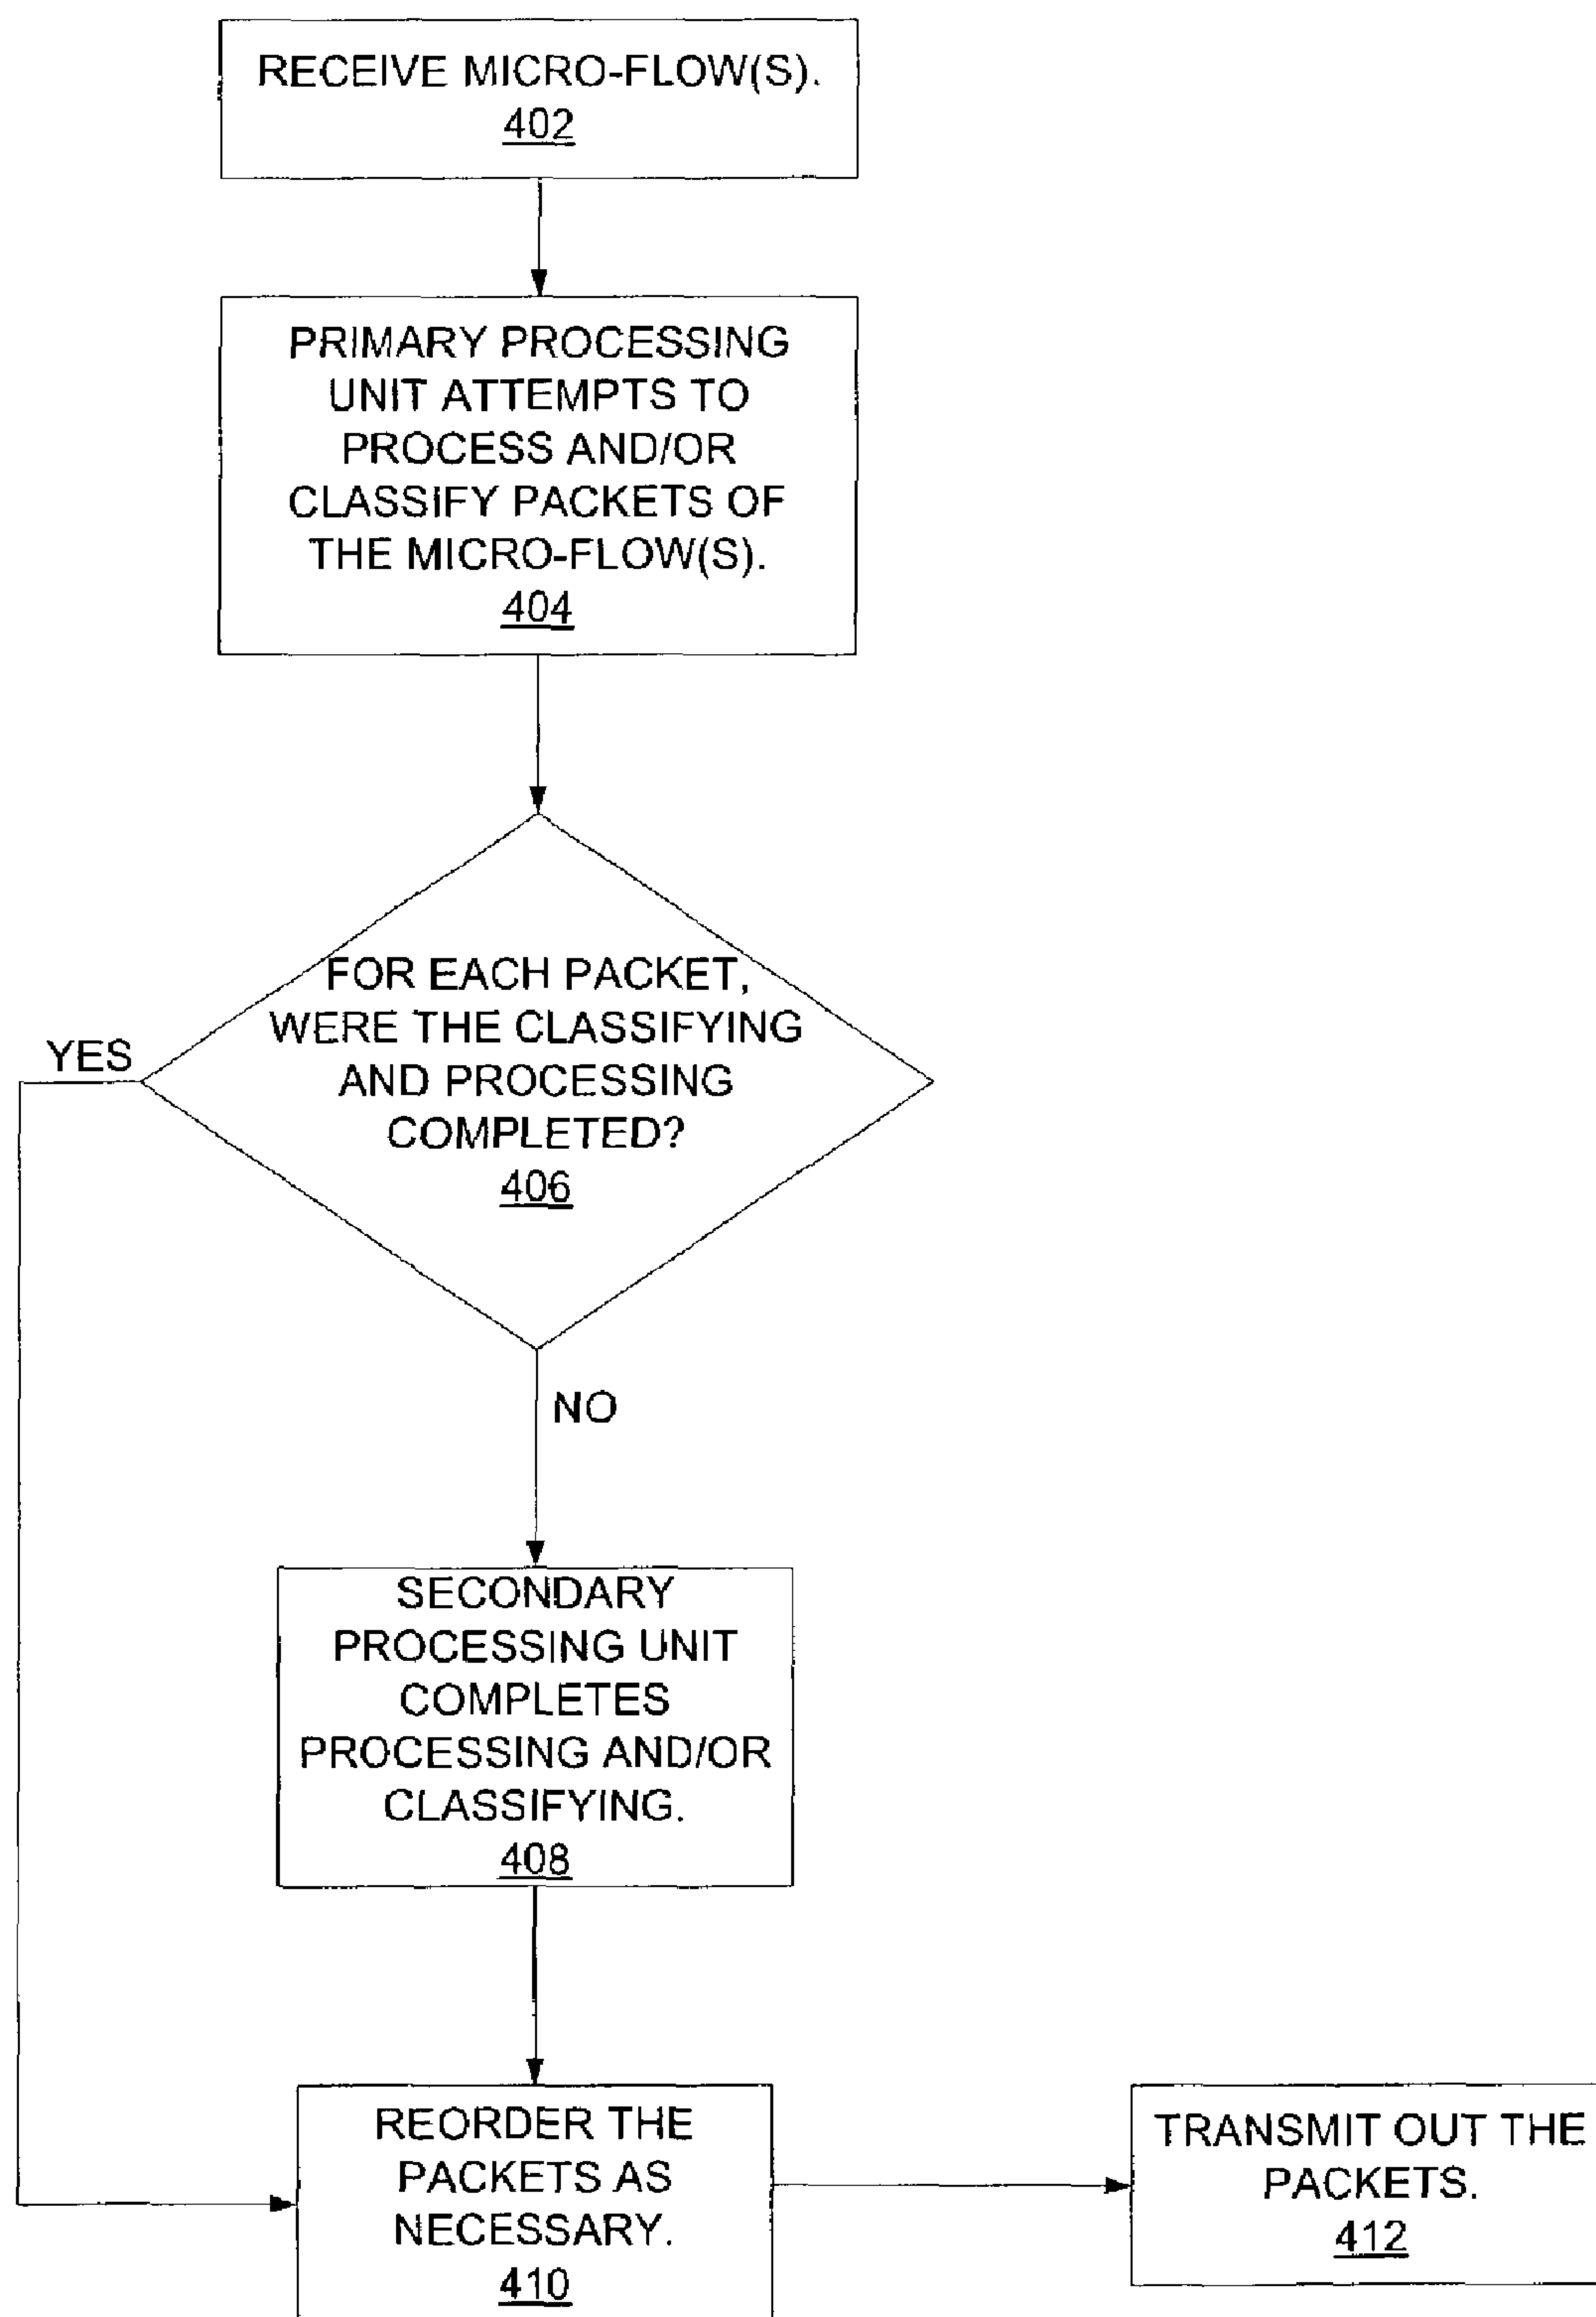 RECEIVE MICRO-FLOW(S).
402
PRIMARY PROCESSING
UNIT ATTEMPTS TO
PROCESS AND/OR
CLASSIFY PACKETS OF
THE MICRO-FLOW(S).
404
FOR EACH PACKET,
WERE THE CLASSIFYING
AND PROCESSING
COMPLETED?
406
YES
NO
SECONDARY
PROCESSING UNIT
COMPLETES
PROCESSING AND/OR
CLASSIFYING.
408
REORDER THE
PACKETS AS
NECESSARY.
410
TRANSMIT OUT THE
PACKETS.
412